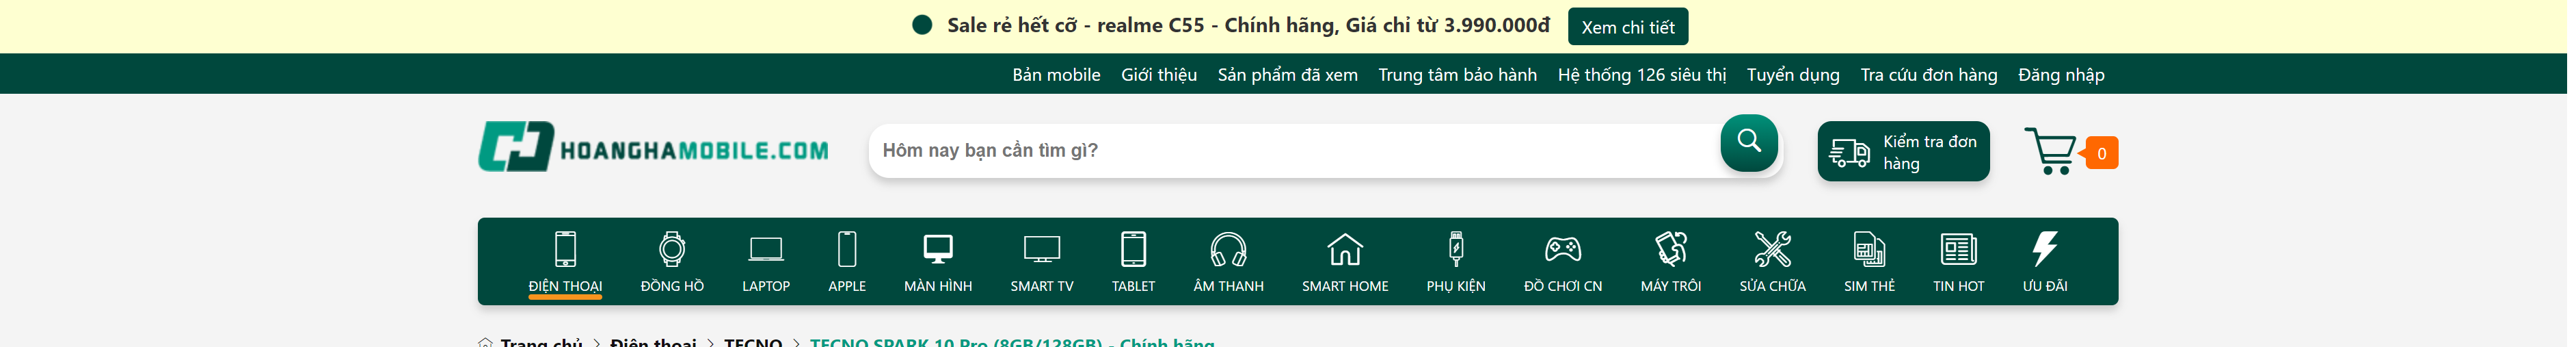 Sale rẻ hết cỡ - realme C55 - Chính hãng, Giá chỉ từ 3.990.000đ Xem chi tiết
Bản mobile Giới thiệu Sản phẩm đã xem Trung tâm bảo hành Hệ thống 126 siêu thị Tuyển dụng Tra cứu đơn hàng Đăng nhập
HOANGHAMOBILE.COM
Hôm nay bạn cần tìm gì?
Kiểm tra đơn
hàng
0
ĐIỆN THOẠI ĐỒNG HỒ LAPTOP APPLE MÀN HÌNH SMART TV TABLET ÂM THANH SMART HOME PHỤ KIỆN ĐỒ CHƠI CN MÁY TRÔI SỬA CHỮA SIM THẺ TIN HOT ƯU ĐÃI
Trang chủ > Điện thoại > TECNO > TECNO SPARK 10 Pro (8GB/128GB) - Chính hãng